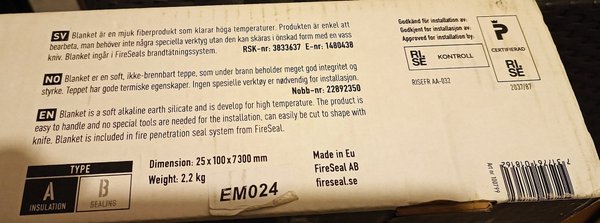 SV Blanket är en mjuk fiberprodukt som klarar höga temperaturer. Produkten är enkel att
bearbeta, man behöver inte några speciella verktyg utan den kan skäras i önskad form med en vass
kniv. Blanket ingår i FireSeals brandtätningssystem.
RSK-nr: 3833637 E-nr: 1480438
NO Blanket er en soft, ikke-brennbart teppe, som under brann beholder meget god integritet og
styrke. Teppet har gode termiske egenskaper. Ingen spesielle verktøy er nødvendig for installasjon.
Nobb-nr: 22892350
EN Blanket is a soft alkaline earth silicate and is develop for high temperature. The product is
easy to handle and no special tools are needed for the installation, can easily be cut to shape with
knife. Blanket is included in fire penetration seal system from FireSeal.
TYPE
A
INSULATION
B
SEALING
Dimension: 25 x 100 x 7300 mm
Weight: 2.2 kg
EM024
Made in Eu
FireSeal AB
fireseal.se
Godkänd för installation av:
Godkjent for installasjon av:
Approved for installation by:
RISE
KONTROLL
RISEFR AA-032
P
CERTIFIERAD
RISE
2037/87